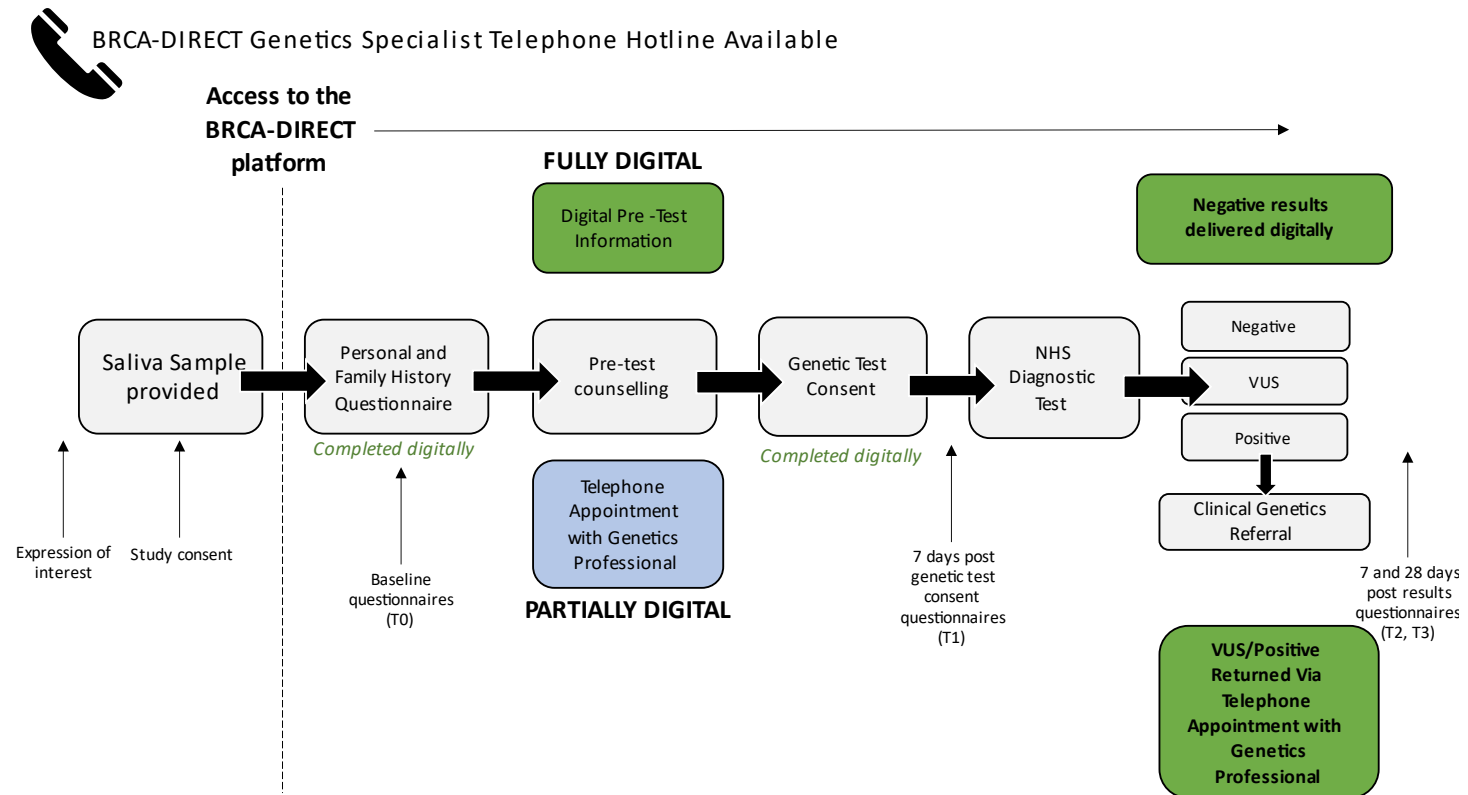 BRCA-DIRECT Genetics Specialist Telephone Hotline Available
Access to the
BRCA-DIRECT
platform
FULLY DIGITAL
Digital Pre -Test
Information
Negative results
delivered digitally
Saliva Sample
provided
Personal and
Family History
Questionnaire
Completed digitally
Pre-test
counselling
Genetic Test
Consent
Completed digitally
NHS
Diagnostic
Test
Negative
VUS
Positive
Clinical Genetics
Referral
Telephone
Appointment
with Genetics
Professional
PARTIALLY DIGITAL
Expression of
interest
Study consent
Baseline
questionnaires
(T0)
7 days post
genetic test
consent
questionnaires
(T1)
7 and 28 days
post results
questionnaires
(T2, T3)
VUS/Positive
Returned Via
Telephone
Appointment with
Genetics
Professional